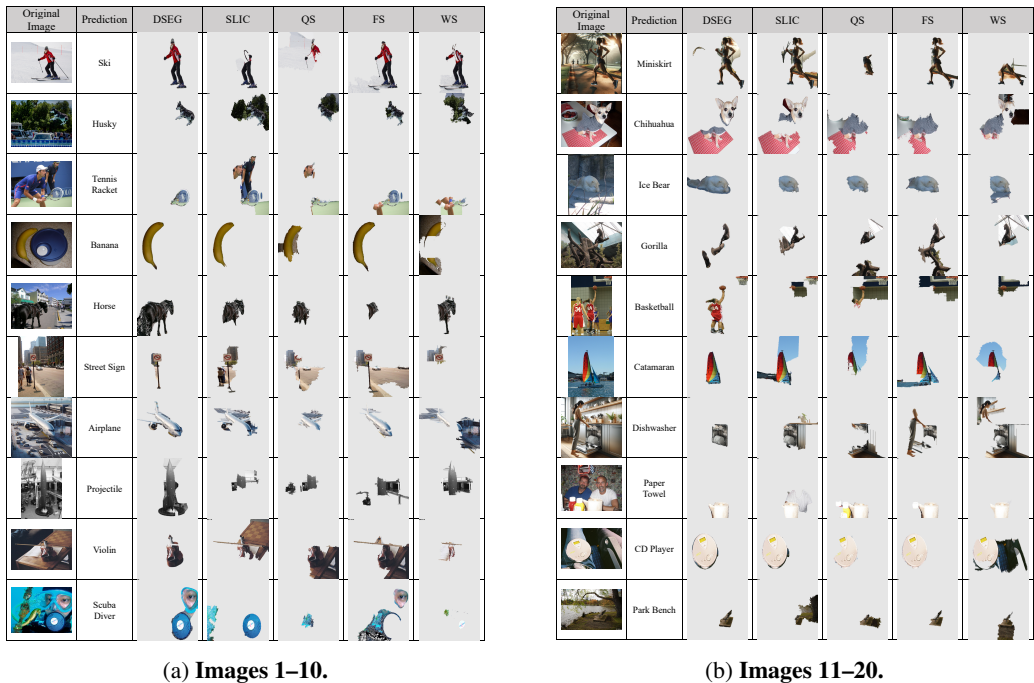 Original Image Prediction DSEG SLIC QS FS WS
Ski
Husky
Tennis
Racket
Banana
Horse
Street Sign
Airplane
Projectile
Violin
Scuba
Diver
(a) Images 1–10.
Original Image Prediction DSEG SLIC QS FS WS
Miniskirt
Chihuahua
Ice Bear
Gorilla
Basketball
Catamaran
Dishwasher
Paper
Towel
CD Player
Park Bench
(b) Images 11–20.